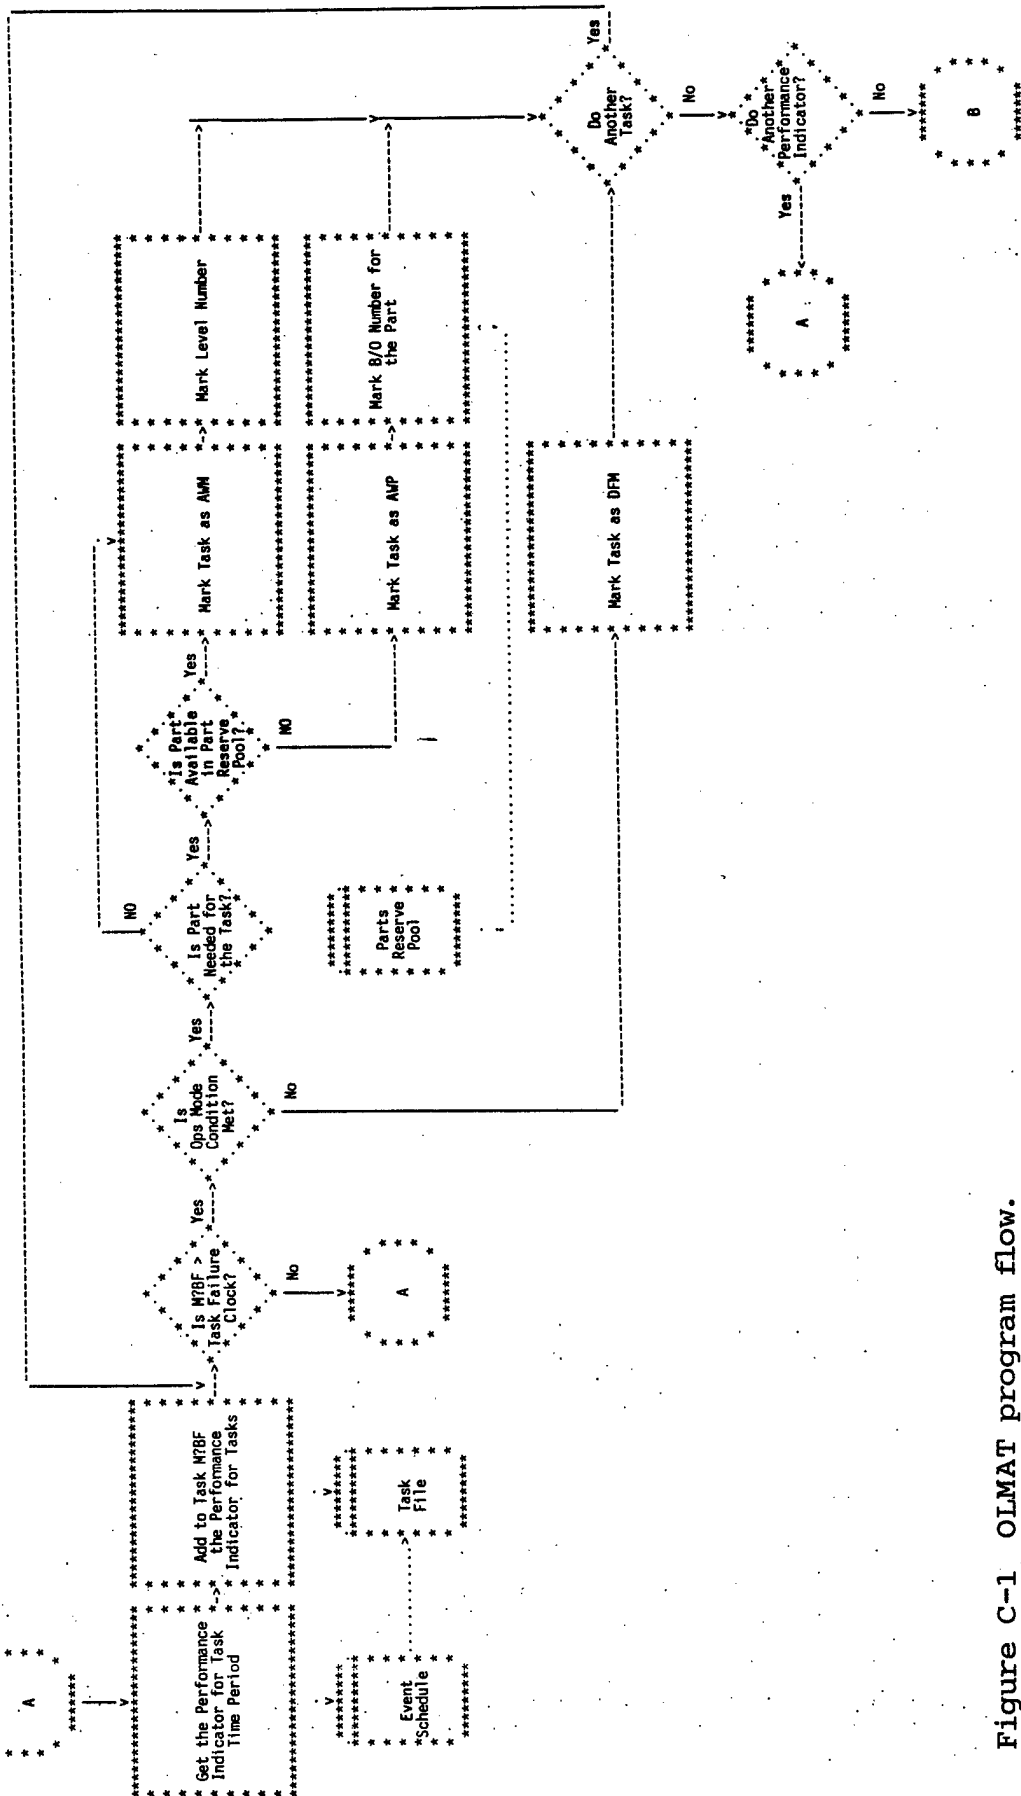 A
Get the Performance
Indicator for Task
Time Period
Add to Task M?BF
the Performance
Indicator for Tasks
Event
Schedule
Task
File
Is M?BF >
Task Failure
Clock?
Yes
No
A
Is
Ops Mode
Condition
Met?
Yes
No
Is Part
Needed for
the Task?
NO
Yes
Is Part
Available
in Part
Reserve
Pool?
Yes
NO
Parts
Reserve
Pool
Mark Task as AWM
Mark Level Number
Mark Task as AWP
Mark B/O Number for
the Part
Mark Task as DFM
Do
Another
Task?
Yes
No
Do
Another
Performance
Indicator?
Yes
A
No
B
Figure C-1 OLMAT program flow.